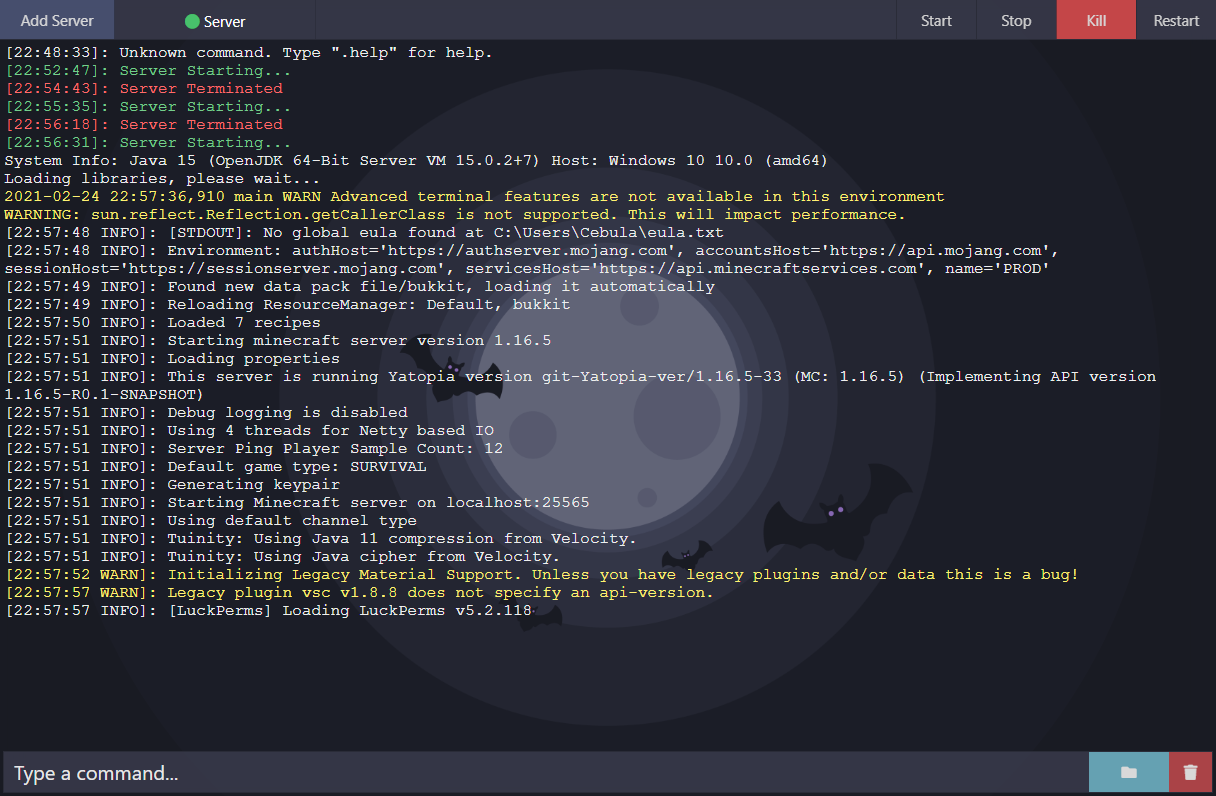 Add Server Server Start Stop Kill Restart
[22:48:33]: Unknown command. Type ".help" for help.
[22:52:47]: Server Starting...
[22:54:43]: Server Terminated
[22:55:35]: Server Starting...
[22:56:18]: Server Terminated
[22:56:31]: Server Starting...
System Info: Java 15 (OpenJDK 64-Bit Server VM 15.0.2+7) Host: Windows 10 10.0 (amd64)
Loading libraries, please wait...
2021-02-24 22:57:36,910 main WARN Advanced terminal features are not available in this environment
WARNING: sun.reflect.Reflection.getCallerClass is not supported. This will impact performance.
[22:57:48 INFO]: [STDOUT]: No global eula found at C:\Users\Cebula\eula.txt
[22:57:48 INFO]: Environment: authHost='https://authserver.mojang.com', accountsHost='https://api.mojang.com',
sessionHost='https://sessionserver.mojang.com', servicesHost='https://api.minecraftservices.com', name='PROD'
[22:57:49 INFO]: Found new data pack file/bukkit, loading it automatically
[22:57:49 INFO]: Reloading ResourceManager: Default, bukkit
[22:57:50 INFO]: Loaded 7 recipes
[22:57:51 INFO]: Starting minecraft server version 1.16.5
[22:57:51 INFO]: Loading properties
[22:57:51 INFO]: This server is running Yatopia version git-Yatopia-ver/1.16.5-33 (MC: 1.16.5) (Implementing API version
1.16.5-R0.1-SNAPSHOT)
[22:57:51 INFO]: Debug logging is disabled
[22:57:51 INFO]: Using 4 threads for Netty based IO
[22:57:51 INFO]: Server Ping Player Sample Count: 12
[22:57:51 INFO]: Default game type: SURVIVAL
[22:57:51 INFO]: Generating keypair
[22:57:51 INFO]: Starting Minecraft server on localhost:25565
[22:57:51 INFO]: Using default channel type
[22:57:51 INFO]: Tuinity: Using Java 11 compression from Velocity.
[22:57:51 INFO]: Tuinity: Using Java cipher from Velocity.
[22:57:52 WARN]: Initializing Legacy Material Support. Unless you have legacy plugins and/or data this is a bug!
[22:57:57 WARN]: Legacy plugin vsc v1.8.8 does not specify an api-version.
[22:57:57 INFO]: [LuckPerms] Loading LuckPerms v5.2.118
Type a command...